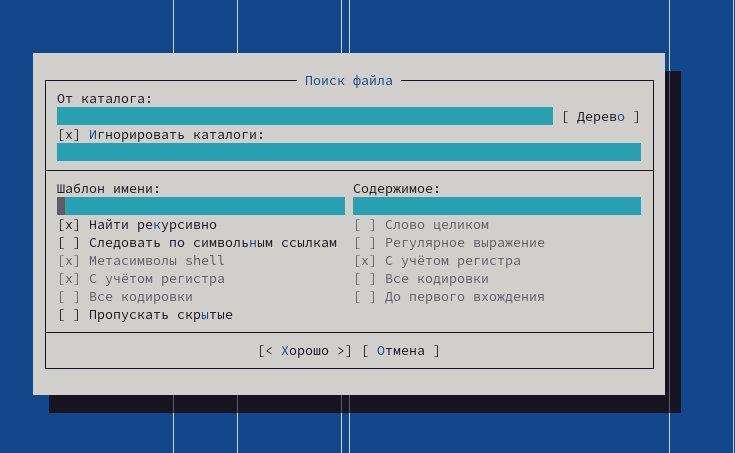 Поиск файла
От каталога:
[ Дерево ]
[x] Игнорировать каталоги:
Шаблон имени: Содержимое:
[x] Найти рекурсивно [ ] Слово целиком
[ ] Следовать по символьным ссылкам [ ] Регулярное выражение
[x] Метасимволы shell [x] С учётом регистра
[x] С учётом регистра [ ] Все кодировки
[ ] Все кодировки [ ] До первого вхождения
[ ] Пропускать скрытые
[< Хорошо >] [ Отмена ]